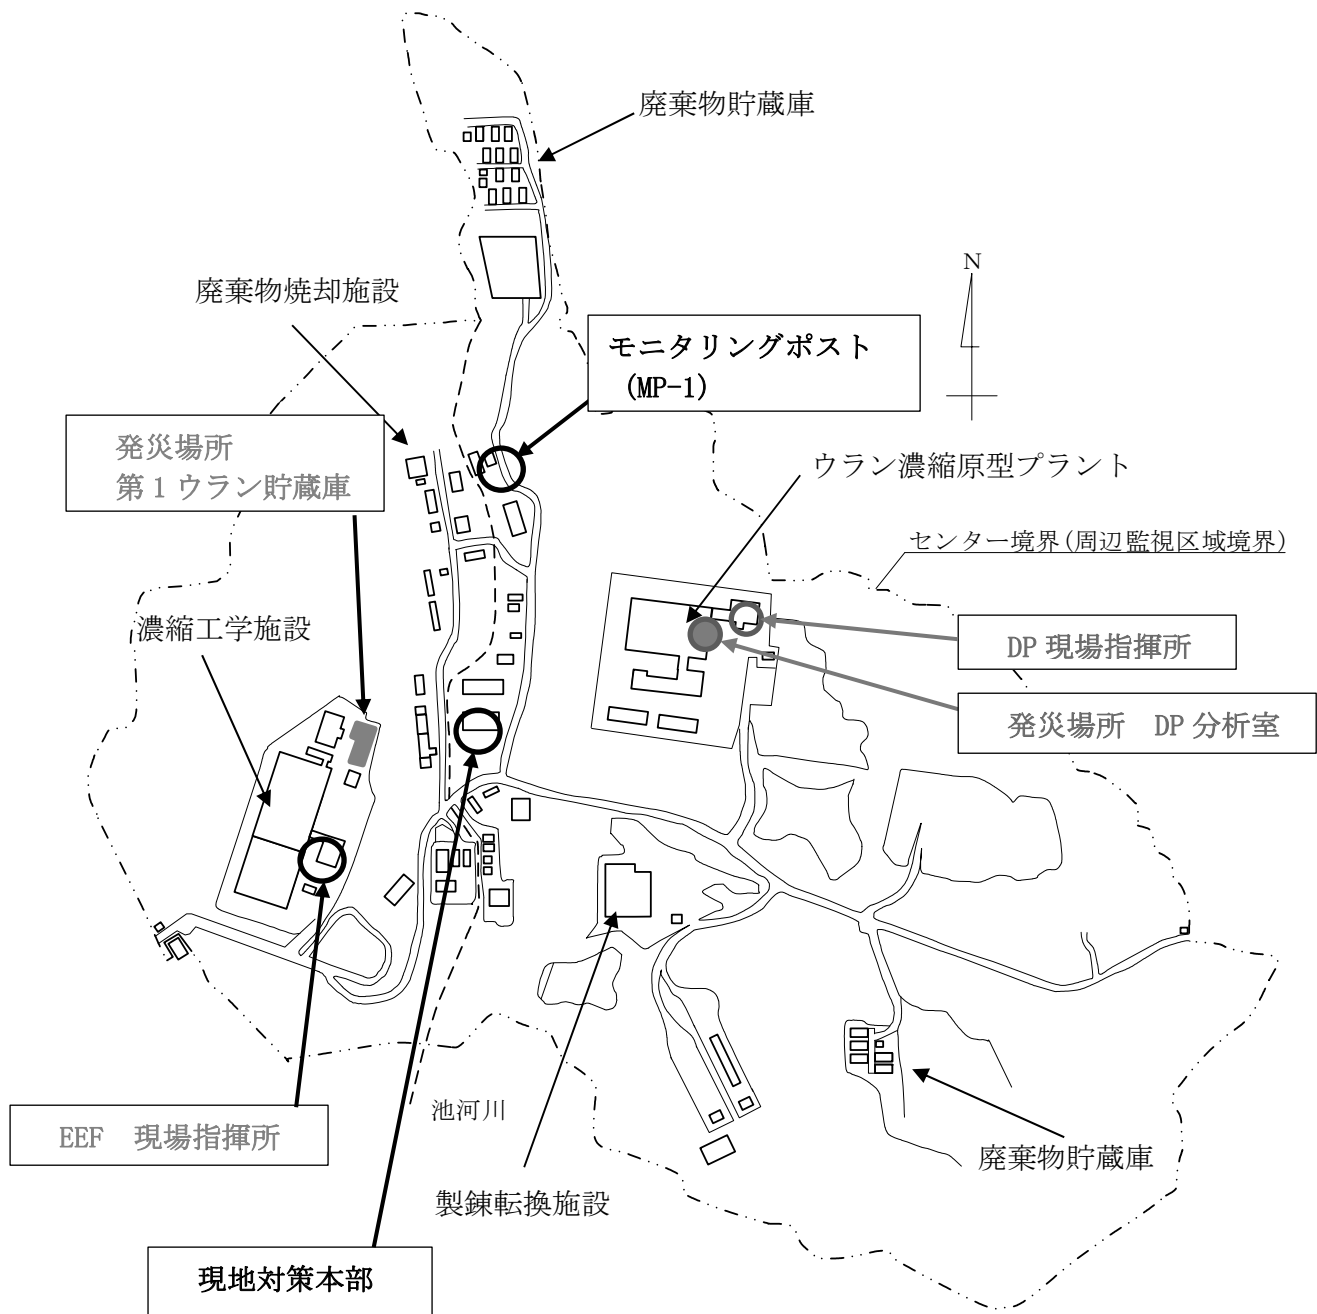 廃棄物貯蔵庫
N
廃棄物焼却施設
モニタリングポスト
(MP-1)
発災場所
第1ウラン貯蔵庫
ウラン濃縮原型プラント
センター境界(周辺監視区域境界)
濃縮工学施設
DP 現場指揮所
発災場所 DP 分析室
池河川
EEF 現場指揮所
廃棄物貯蔵庫
製錬転換施設
現地対策本部